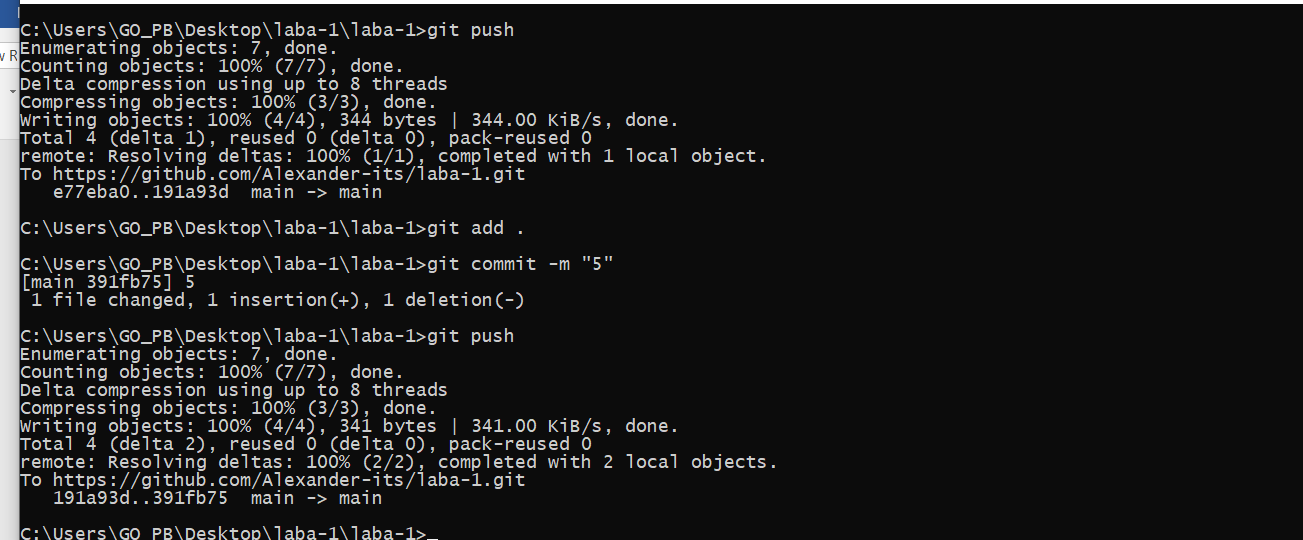 C:\Users\GO_PB\Desktop\laba-1\laba-1>git push
Enumerating objects: 7, done.
Counting objects: 100% (7/7), done.
Delta compression using up to 8 threads
Compressing objects: 100% (3/3), done.
Writing objects: 100% (4/4), 344 bytes | 344.00 KiB/s, done.
Total 4 (delta 1), reused 0 (delta 0), pack-reused 0
remote: Resolving deltas: 100% (1/1), completed with 1 local object.
To https://github.com/Alexander-its/laba-1.git
   e77eba0..191a93d  main -> main
C:\Users\GO_PB\Desktop\laba-1\laba-1>git add .
C:\Users\GO_PB\Desktop\laba-1\laba-1>git commit -m "5"
[main 391fb75] 5
 1 file changed, 1 insertion(+), 1 deletion(-)
C:\Users\GO_PB\Desktop\laba-1\laba-1>git push
Enumerating objects: 7, done.
Counting objects: 100% (7/7), done.
Delta compression using up to 8 threads
Compressing objects: 100% (3/3), done.
Writing objects: 100% (4/4), 341 bytes | 341.00 KiB/s, done.
Total 4 (delta 2), reused 0 (delta 0), pack-reused 0
remote: Resolving deltas: 100% (2/2), completed with 2 local objects.
To https://github.com/Alexander-its/laba-1.git
   191a93d..391fb75  main -> main
C:\Users\GO_PB\Desktop\laba-1\laba-1>_